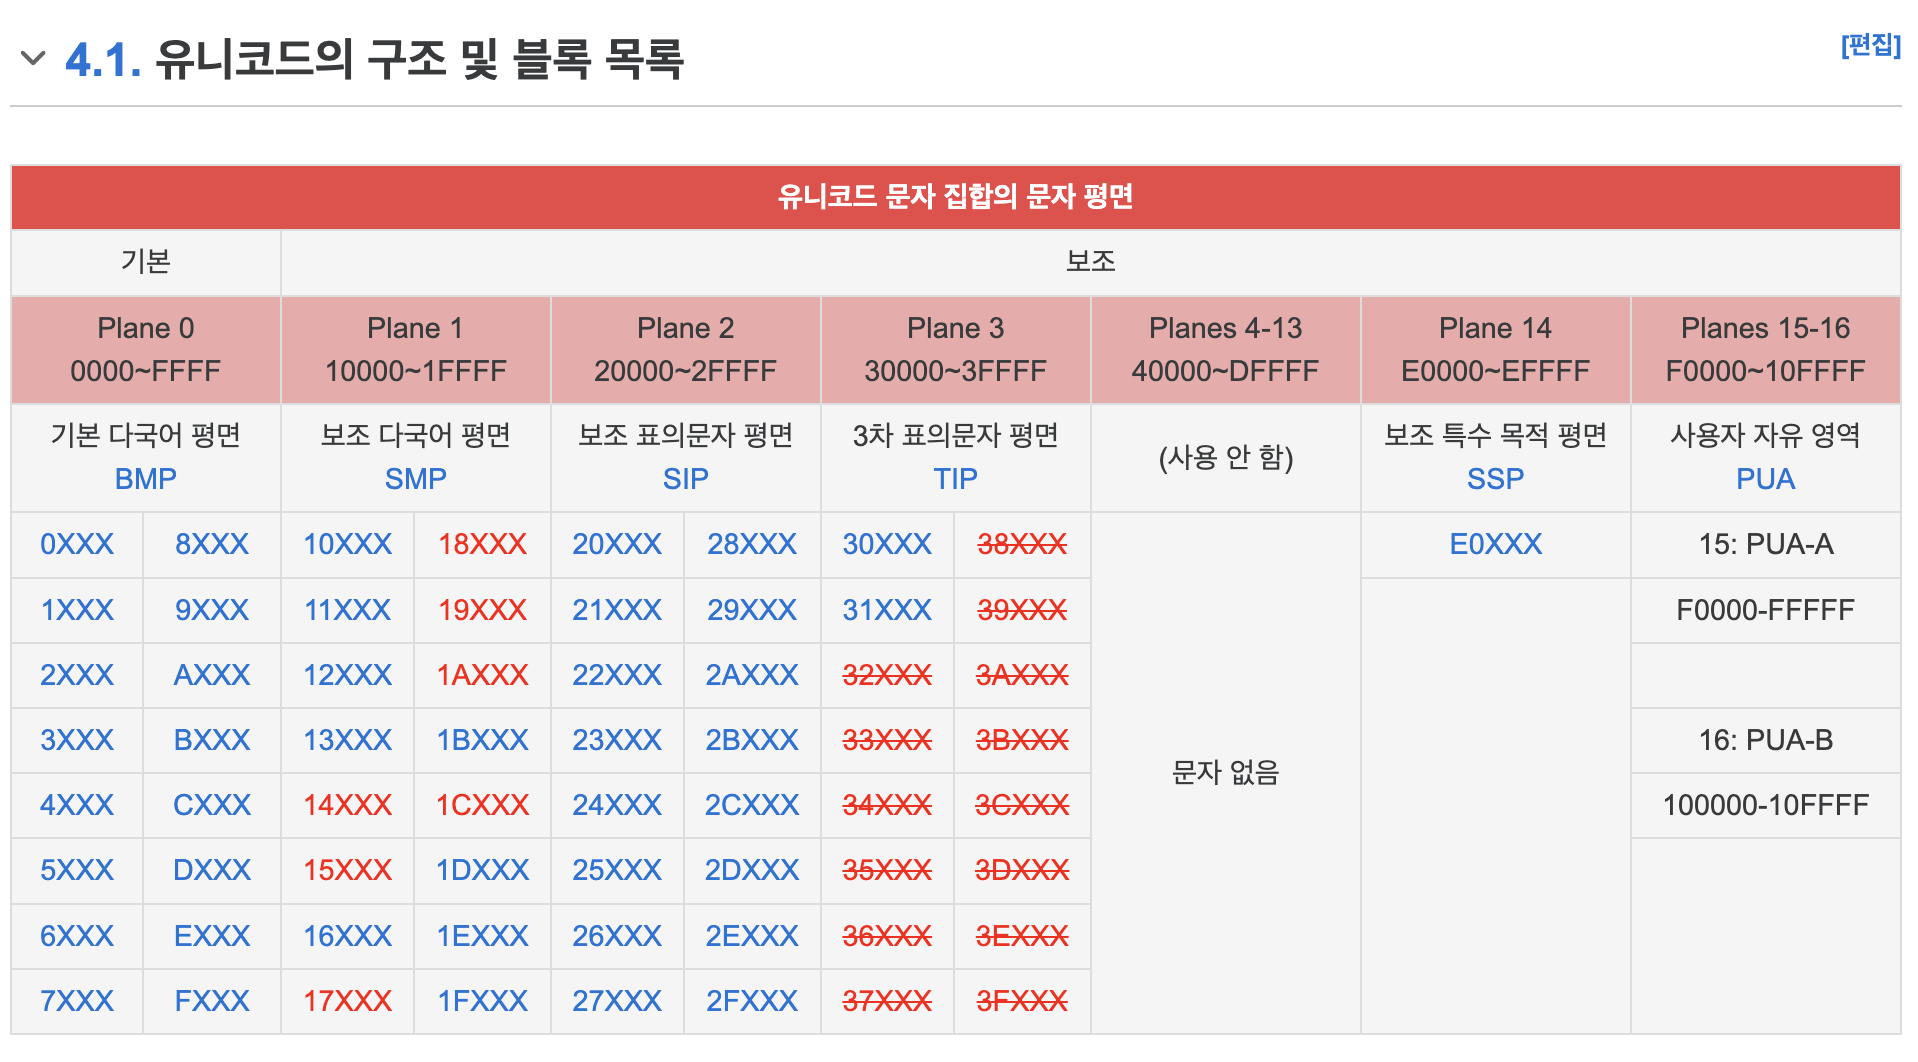 4.1. 유니코드의 구조 및 블록 목록
[편집]
유니코드 문자 집합의 문자 평면
기본 보조
Plane 0 Plane 1 Plane 2 Plane 3 Planes 4-13 Plane 14 Planes 15-16
0000~FFFF 10000~1FFFF 20000~2FFFF 30000~3FFFF 40000~DFFFF E0000~EFFFF F0000~10FFFF
기본 다국어 평면 보조 다국어 평면 보조 표의문자 평면 3차 표의문자 평면 (사용 안 함) 보조 특수 목적 평면 사용자 자유 영역
BMP SMP SIP TIP SSP PUA
0XXX 8XXX 10XXX 18XXX 20XXX 28XXX 30XXX 38XXX E0XXX 15: PUA-A
1XXX 9XXX 11XXX 19XXX 21XXX 29XXX 31XXX 39XXX F0000-FFFFF
2XXX AXXX 12XXX 1AXXX 22XXX 2AXXX 32XXX 3AXXX
3XXX BXXX 13XXX 1BXXX 23XXX 2BXXX 33XXX 3BXXX 16: PUA-B
문자 없음
4XXX CXXX 14XXX 1CXXX 24XXX 2CXXX 34XXX 3CXXX 100000-10FFFF
5XXX DXXX 15XXX 1DXXX 25XXX 2DXXX 35XXX 3DXXX
6XXX EXXX 16XXX 1EXXX 26XXX 2EXXX 36XXX 3EXXX
7XXX FXXX 17XXX 1FXXX 27XXX 2FXXX 37XXX 3FXXX